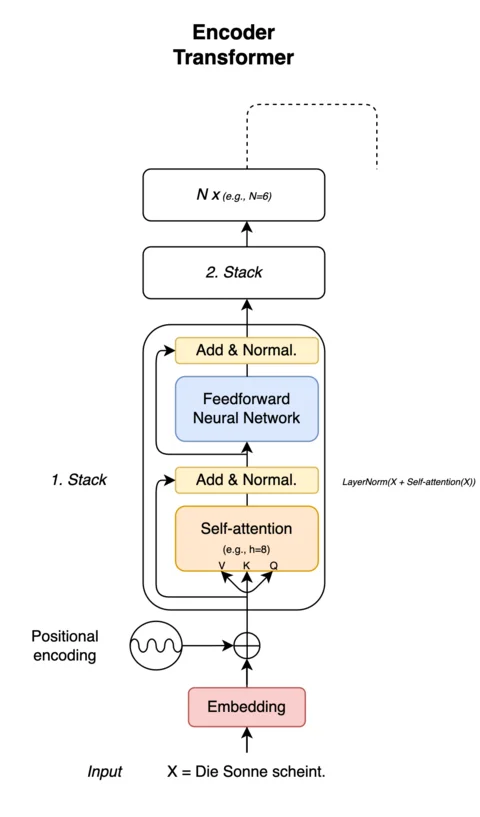 Encoder
Transformer
N x (e.g., N=6)
2. Stack
Add & Normal.
Feedforward
Neural Network
1. Stack
Add & Normal.
LayerNorm(X + Self-attention(X))
Self-attention
(e.g., h=8)
V K Q
Positional
encoding
Embedding
Input X = Die Sonne scheint.